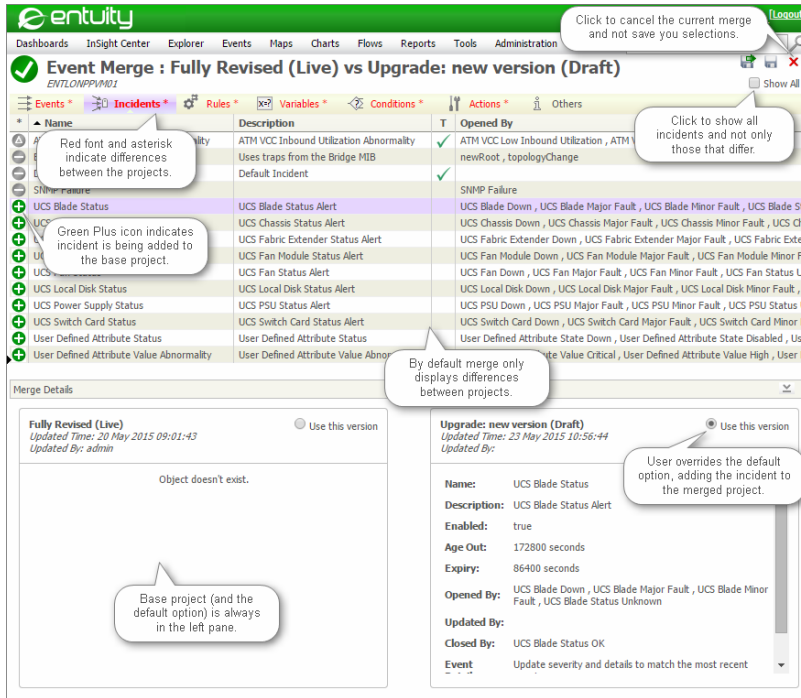 entuity
[Logout
Click to cancel the current merge
and not save you selections.
Dashboards InSight Center Explorer Events Maps Charts Flows Reports Tools Administration
Event Merge : Fully Revised (Live) vs Upgrade: new version (Draft)
ENTLONPPVM01
Show All
Events * Incidents * Rules * Variables * Conditions * Actions * Others
Click to show all
incidents and not only
those that differ.
* Name Description T Opened By
ATM VCC Inbound Utilization Abnormality ATM VCC Low Inbound Utilization , ATM V
Uses traps from the Bridge MIB newRoot , topologyChange
Default Incident
SNMP Failure SNMP Failure
Red font and asterisk
indicate differences
between the projects.
UCS Blade Status UCS Blade Status Alert UCS Blade Down , UCS Blade Major Fault , UCS Blade Minor Fault , UCS Blade S
UCS Chassis Status Alert UCS Chassis Down , UCS Chassis Major Fault , UCS Chassis Minor Fault , UCS Ch
UCS Fabric Extender Status Alert UCS Fabric Extender Down , UCS Fabric Extender Major Fault , UCS Fabric Exte
UCS Fan Module Status Alert UCS Fan Module Down , UCS Fan Module Major Fault , UCS Fan Module Minor F
UCS Fan Status Alert UCS Fan Down , UCS Fan Major Fault , UCS Fan Minor Fault , UCS Fan Status U
Green Plus icon indicates
incident is being added to
the base project.
UCS Local Disk Status UCS Local Disk Status Alert UCS Local Disk Down , UCS Local Disk Major Fault , UCS Local Disk Minor Fault ,
UCS Power Supply Status UCS PSU Status Alert UCS PSU Down , UCS PSU Major Fault , UCS PSU Minor Fault , UCS PSU Status
UCS Switch Card Status UCS Switch Card Status Alert UCS Switch Card Down , UCS Switch Card Major Fault , UCS Switch Card Minor
User Defined Attribute Status User Defined Attribute Status User Defined Attribute State Down , User Defined Attribute State Disabled , Us
User Defined Attribute Value Abnormality User Defined Attribute Value Abnor ute Value Critical , User Defined Attribute Value High , User
By default merge only
displays differences
between projects.
Merge Details
Fully Revised (Live)
Updated Time: 20 May 2015 09:01:43
Updated By: admin
Use this version
Object doesn't exist.
Base project (and the
default option) is always
in the left pane.
Upgrade: new version (Draft)
Updated Time: 23 May 2015 10:56:44
Updated By:
Use this version
User overrides the default
option, adding the incident to
the merged project.
Name: UCS Blade Status
Description: UCS Blade Status Alert
Enabled: true
Age Out: 172800 seconds
Expiry: 86400 seconds
Opened By: UCS Blade Down , UCS Blade Major Fault , UCS Blade Minor
Fault , UCS Blade Status Unknown
Updated By:
Closed By: UCS Blade Status OK
Event Update severity and details to match the most recent